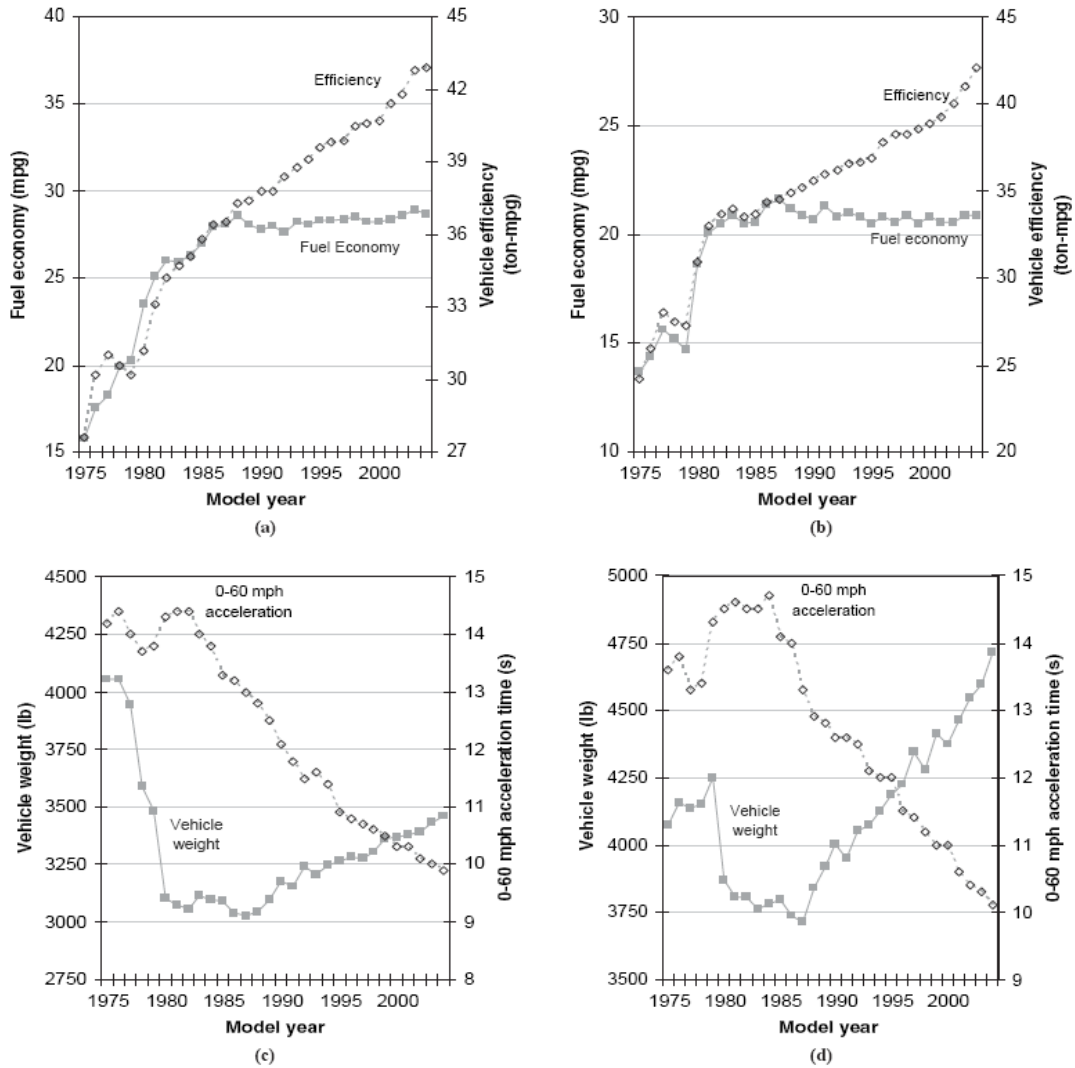 40
35
30
25
20
15
45
42
39
36
33
30
27
Fuel economy (mpg)
Vehicle efficiency
(ton-mpg)
Efficiency
Fuel Economy
1975 1980 1985 1990 1995 2000
Model year
(a)
30
25
20
15
10
45
40
35
30
25
20
Fuel economy (mpg)
Vehicle efficiency
(ton-mpg)
Efficiency
Fuel economy
1975 1980 1985 1990 1995 2000
Model year
(b)
4500
4250
4000
3750
3500
3250
3000
2750
15
14
13
12
11
10
9
8
Vehicle weight (lb)
0-60 mph acceleration time (s)
0-60 mph
acceleration
Vehicle
weight
1975 1980 1985 1990 1995 2000
Model year
(c)
5000
4750
4500
4250
4000
3750
3500
15
14
13
12
11
10
9
Vehicle weight (lb)
0-60 mph acceleration time (s)
0-60 mph
acceleration
Vehicle
weight
1975 1980 1985 1990 1995 2000
Model year
(d)